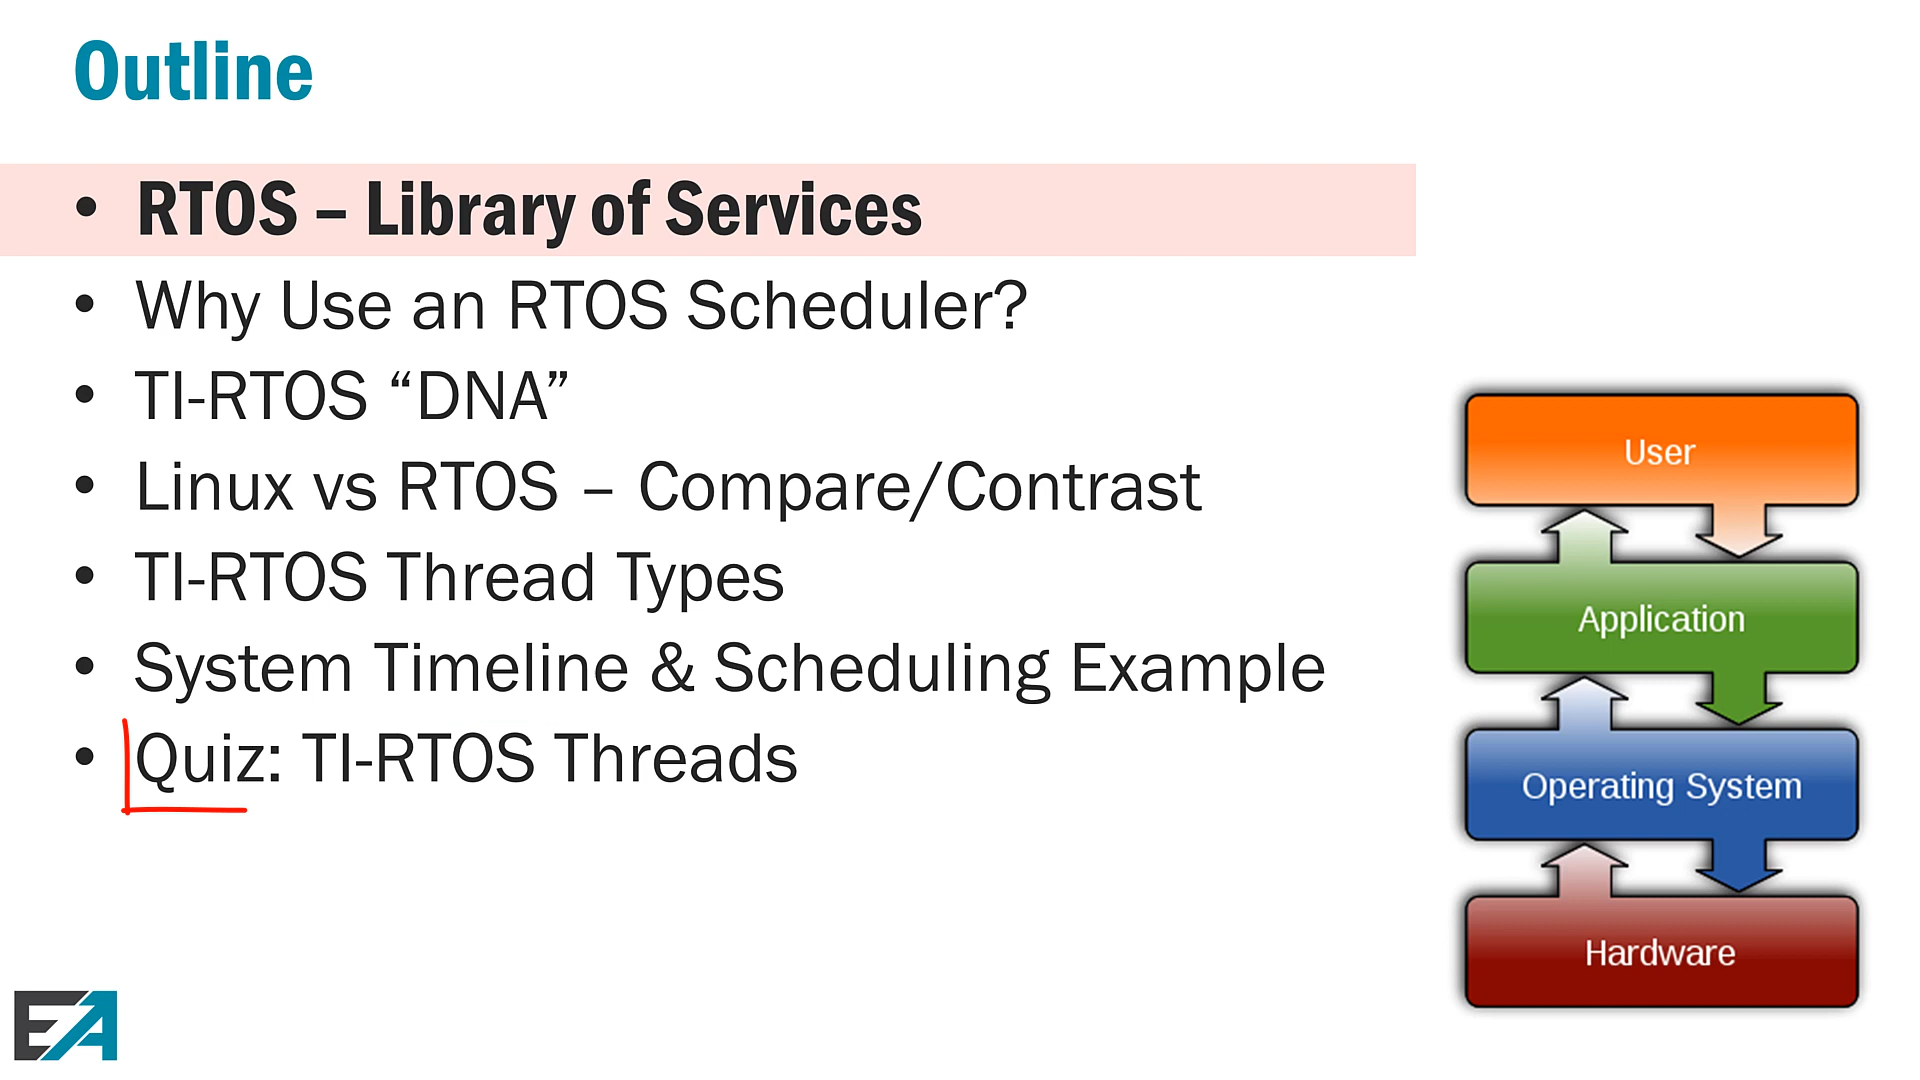 Outline
• RTOS – Library of Services
• Why Use an RTOS Scheduler?
• TI-RTOS “DNA”
• Linux vs RTOS – Compare/Contrast
• TI-RTOS Thread Types
• System Timeline & Scheduling Example
• Quiz: TI-RTOS Threads
User
Application
Operating System
Hardware
EA